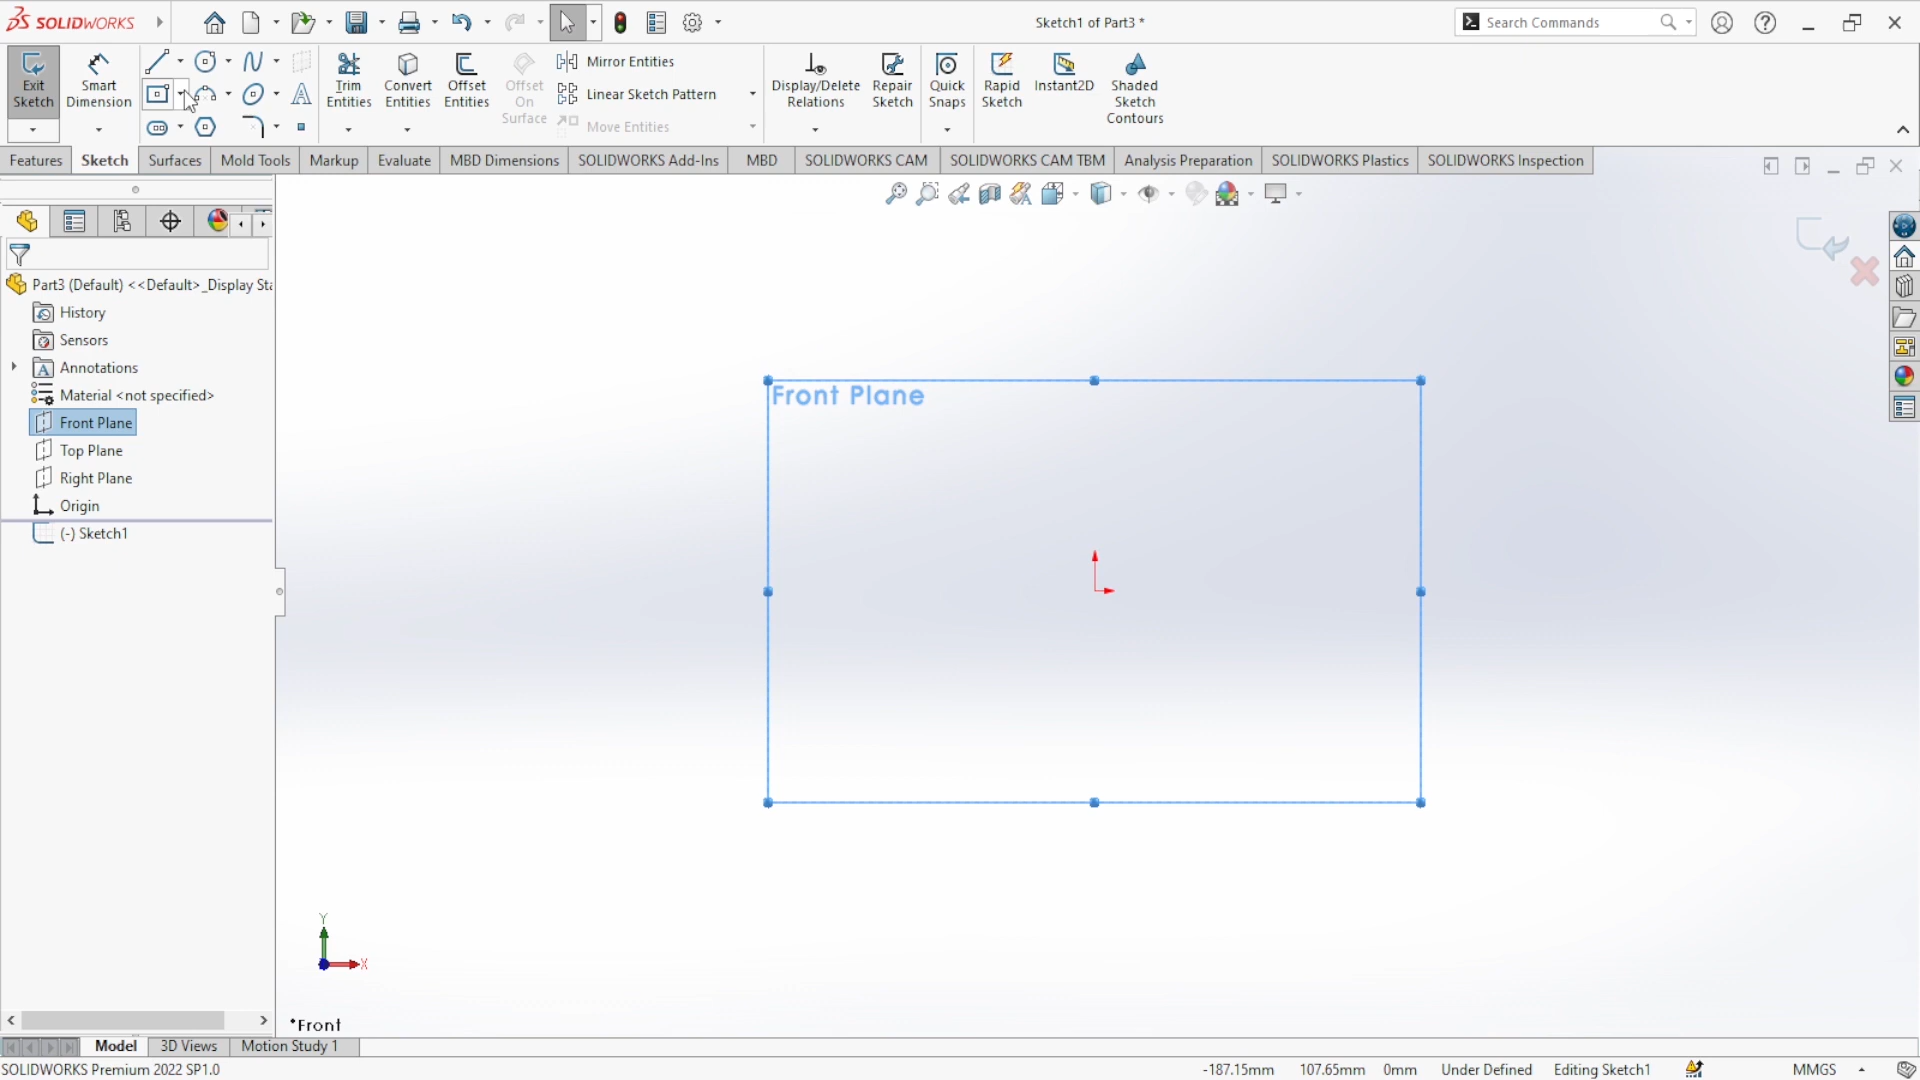 SOLIDWORKS
Sketch1 of Part3 *
Search Commands
Exit Sketch
Smart Dimension
Trim Entities
Convert Entities
Offset Entities
Offset On Surface
Mirror Entities
Linear Sketch Pattern
Move Entities
Display/Delete Relations
Repair Sketch
Quick Snaps
Rapid Sketch
Instant2D
Shaded Sketch Contours
Features
Sketch
Surfaces
Mold Tools
Markup
Evaluate
MBD Dimensions
SOLIDWORKS Add-Ins
MBD
SOLIDWORKS CAM
SOLIDWORKS CAM TBM
Analysis Preparation
SOLIDWORKS Plastics
SOLIDWORKS Inspection
Part3 (Default) <<Default>_Display Sta
History
Sensors
Annotations
Material <not specified>
Front Plane
Top Plane
Right Plane
Origin
(-) Sketch1
Front Plane
Y
X
*Front
Model
3D Views
Motion Study 1
SOLIDWORKS Premium 2022 SP1.0
-187.15mm
107.65mm
0mm
Under Defined
Editing Sketch1
MMGS